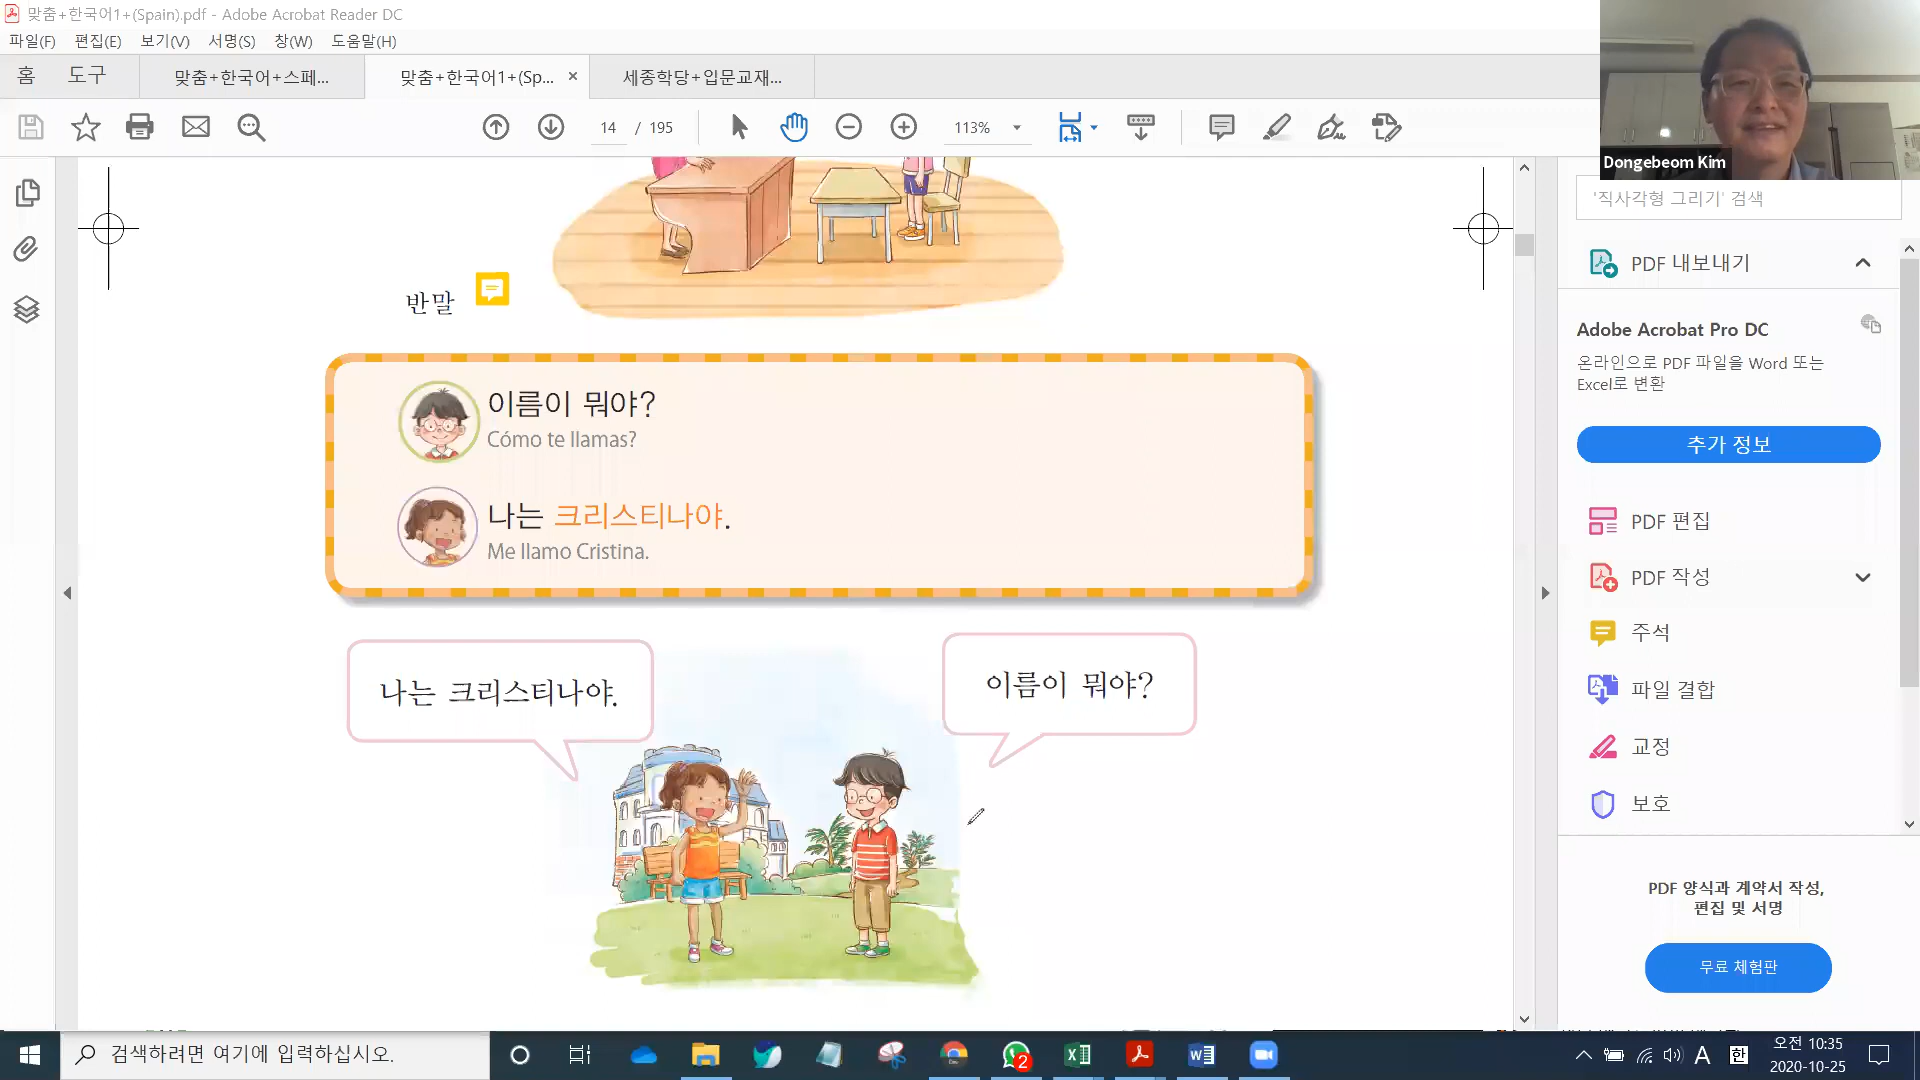 맞춤+한국어1+(Spain).pdf - Adobe Acrobat Reader DC
파일(F) 편집(E) 보기(V) 서명(S) 창(W) 도움말(H)
홈 도구 맞춤+한국어+스페... 맞춤+한국어1+(Sp... × 세종학당+입문교재...
14 / 195 113%
Dongebeom Kim
'직사각형 그리기' 검색
반말
이름이 뭐야?
Cómo te llamas?
나는 크리스티나야.
Me llamo Cristina.
나는 크리스티나야.
이름이 뭐야?
PDF 내보내기
Adobe Acrobat Pro DC
온라인으로 PDF 파일을 Word 또는
Excel로 변환
추가 정보
PDF 편집
PDF 작성
주석
파일 결합
교정
보호
PDF 양식과 계약서 작성,
편집 및 서명
무료 체험판
검색하려면 여기에 입력하십시오.
2
A 한
오전 10:35
2020-10-25